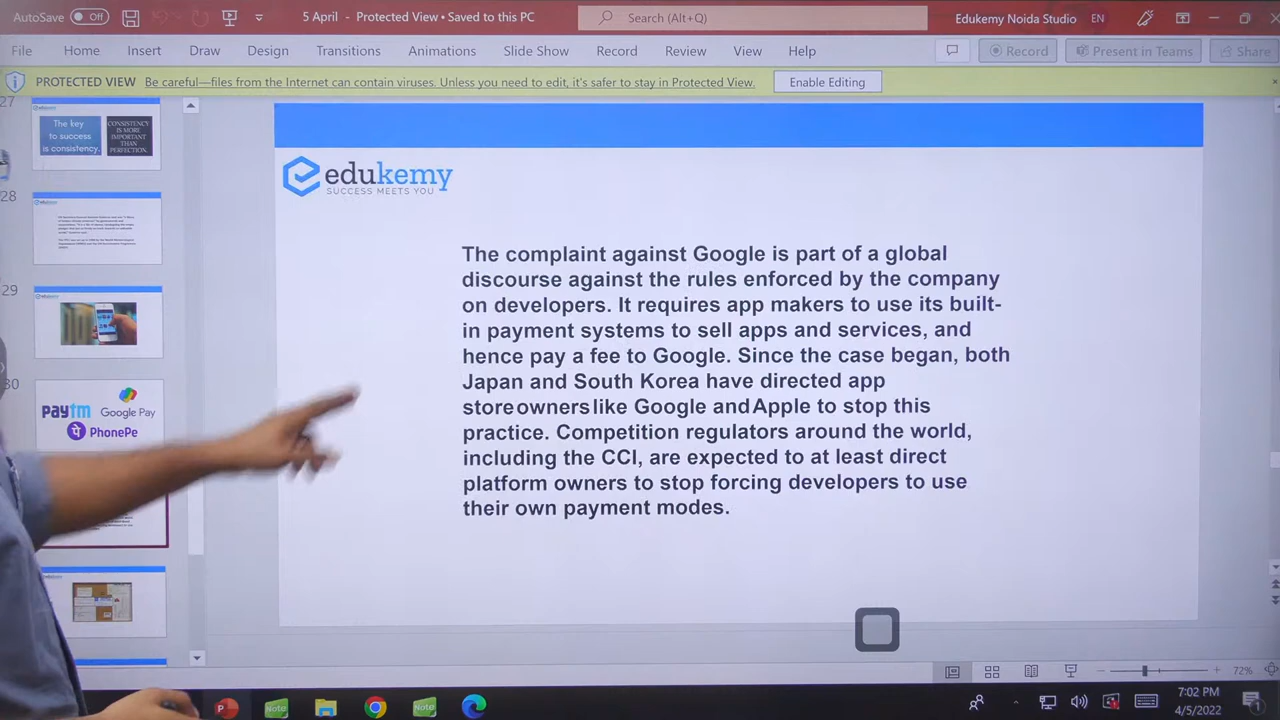 AutoSave Off 5 April - Protected View • Saved to this PC Search (Alt+Q) Edukemy Noida Studio EN
File Home Insert Draw Design Transitions Animations Slide Show Record Review View Help Record Present in Teams Share
PROTECTED VIEW Be careful—files from the Internet can contain viruses. Unless you need to edit, it's safer to stay in Protected View. Enable Editing
27
The key
to success
is consistency.
CONSISTENCY
IS MORE
IMPORTANT
THAN
PERFECTION.
28
29
30
paytm Google Pay
PhonePe
edukemy
SUCCESS MEETS YOU
The complaint against Google is part of a global
discourse against the rules enforced by the company
on developers. It requires app makers to use its built-
in payment systems to sell apps and services, and
hence pay a fee to Google. Since the case began, both
Japan and South Korea have directed app
storeowners like Google and Apple to stop this
practice. Competition regulators around the world,
including the CCI, are expected to at least direct
platform owners to stop forcing developers to use
their own payment modes.
72%
Note Note
7:02 PM
4/5/2022